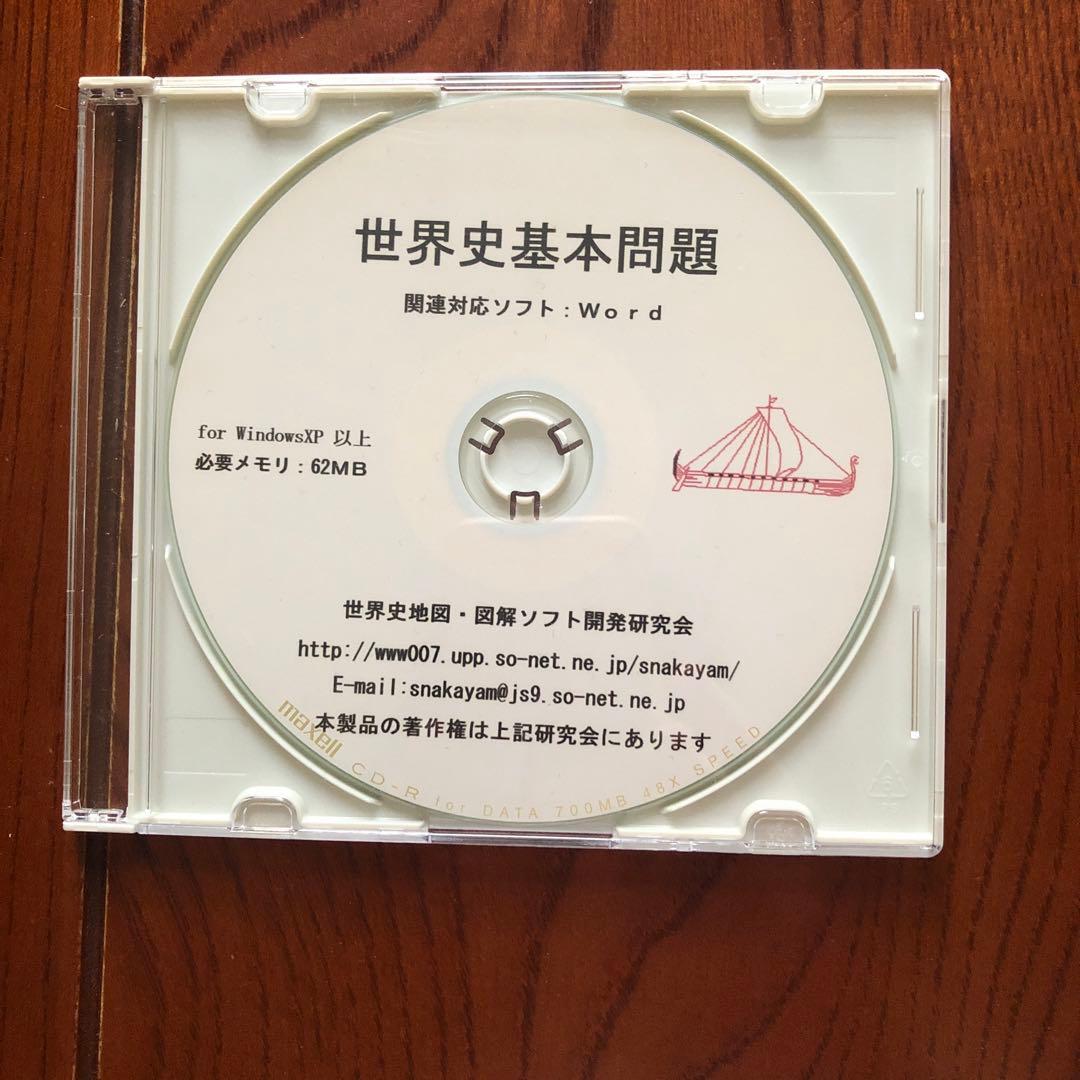 世界史基本問題
関連対応ソフト：Ｗｏｒｄ
for WindowsXP 以上
必要メモリ：62MB
世界史地図・図解ソフト開発研究会
http://www007.upp.so-net.ne.jp/snakayam/
E-mail:snakayam@js9.so-net.ne.jp
本製品の著作権は上記研究会にあります
maxell CD-R for DATA 700MB 48X SPEED